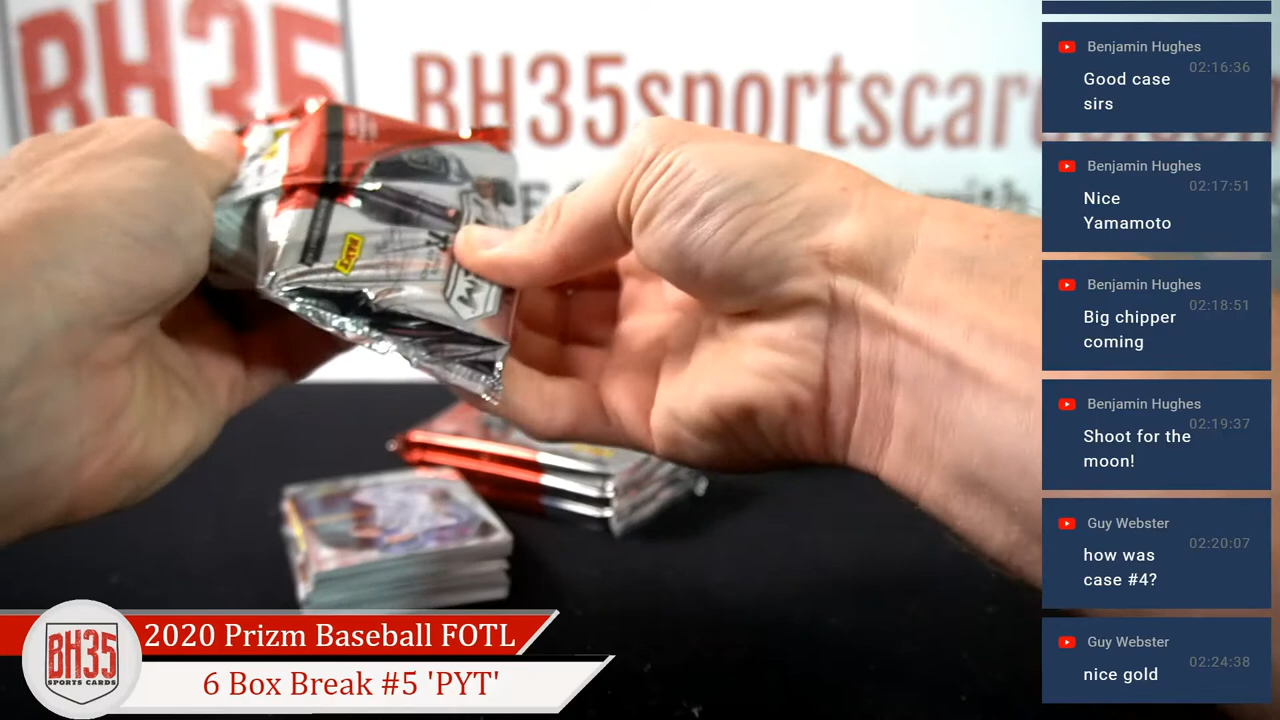 BH35
BH35sportscar
Benjamin Hughes
02:16:36
Good case
sirs
Benjamin Hughes
02:17:51
Nice
Yamamoto
Benjamin Hughes
02:18:51
Big chipper
coming
Benjamin Hughes
02:19:37
Shoot for the
moon!
Guy Webster
02:20:07
how was
case #4?
Guy Webster
02:24:38
nice gold
BH35
SPORTS CARDS
2020 Prizm Baseball FOTL
6 Box Break #5 'PYT'